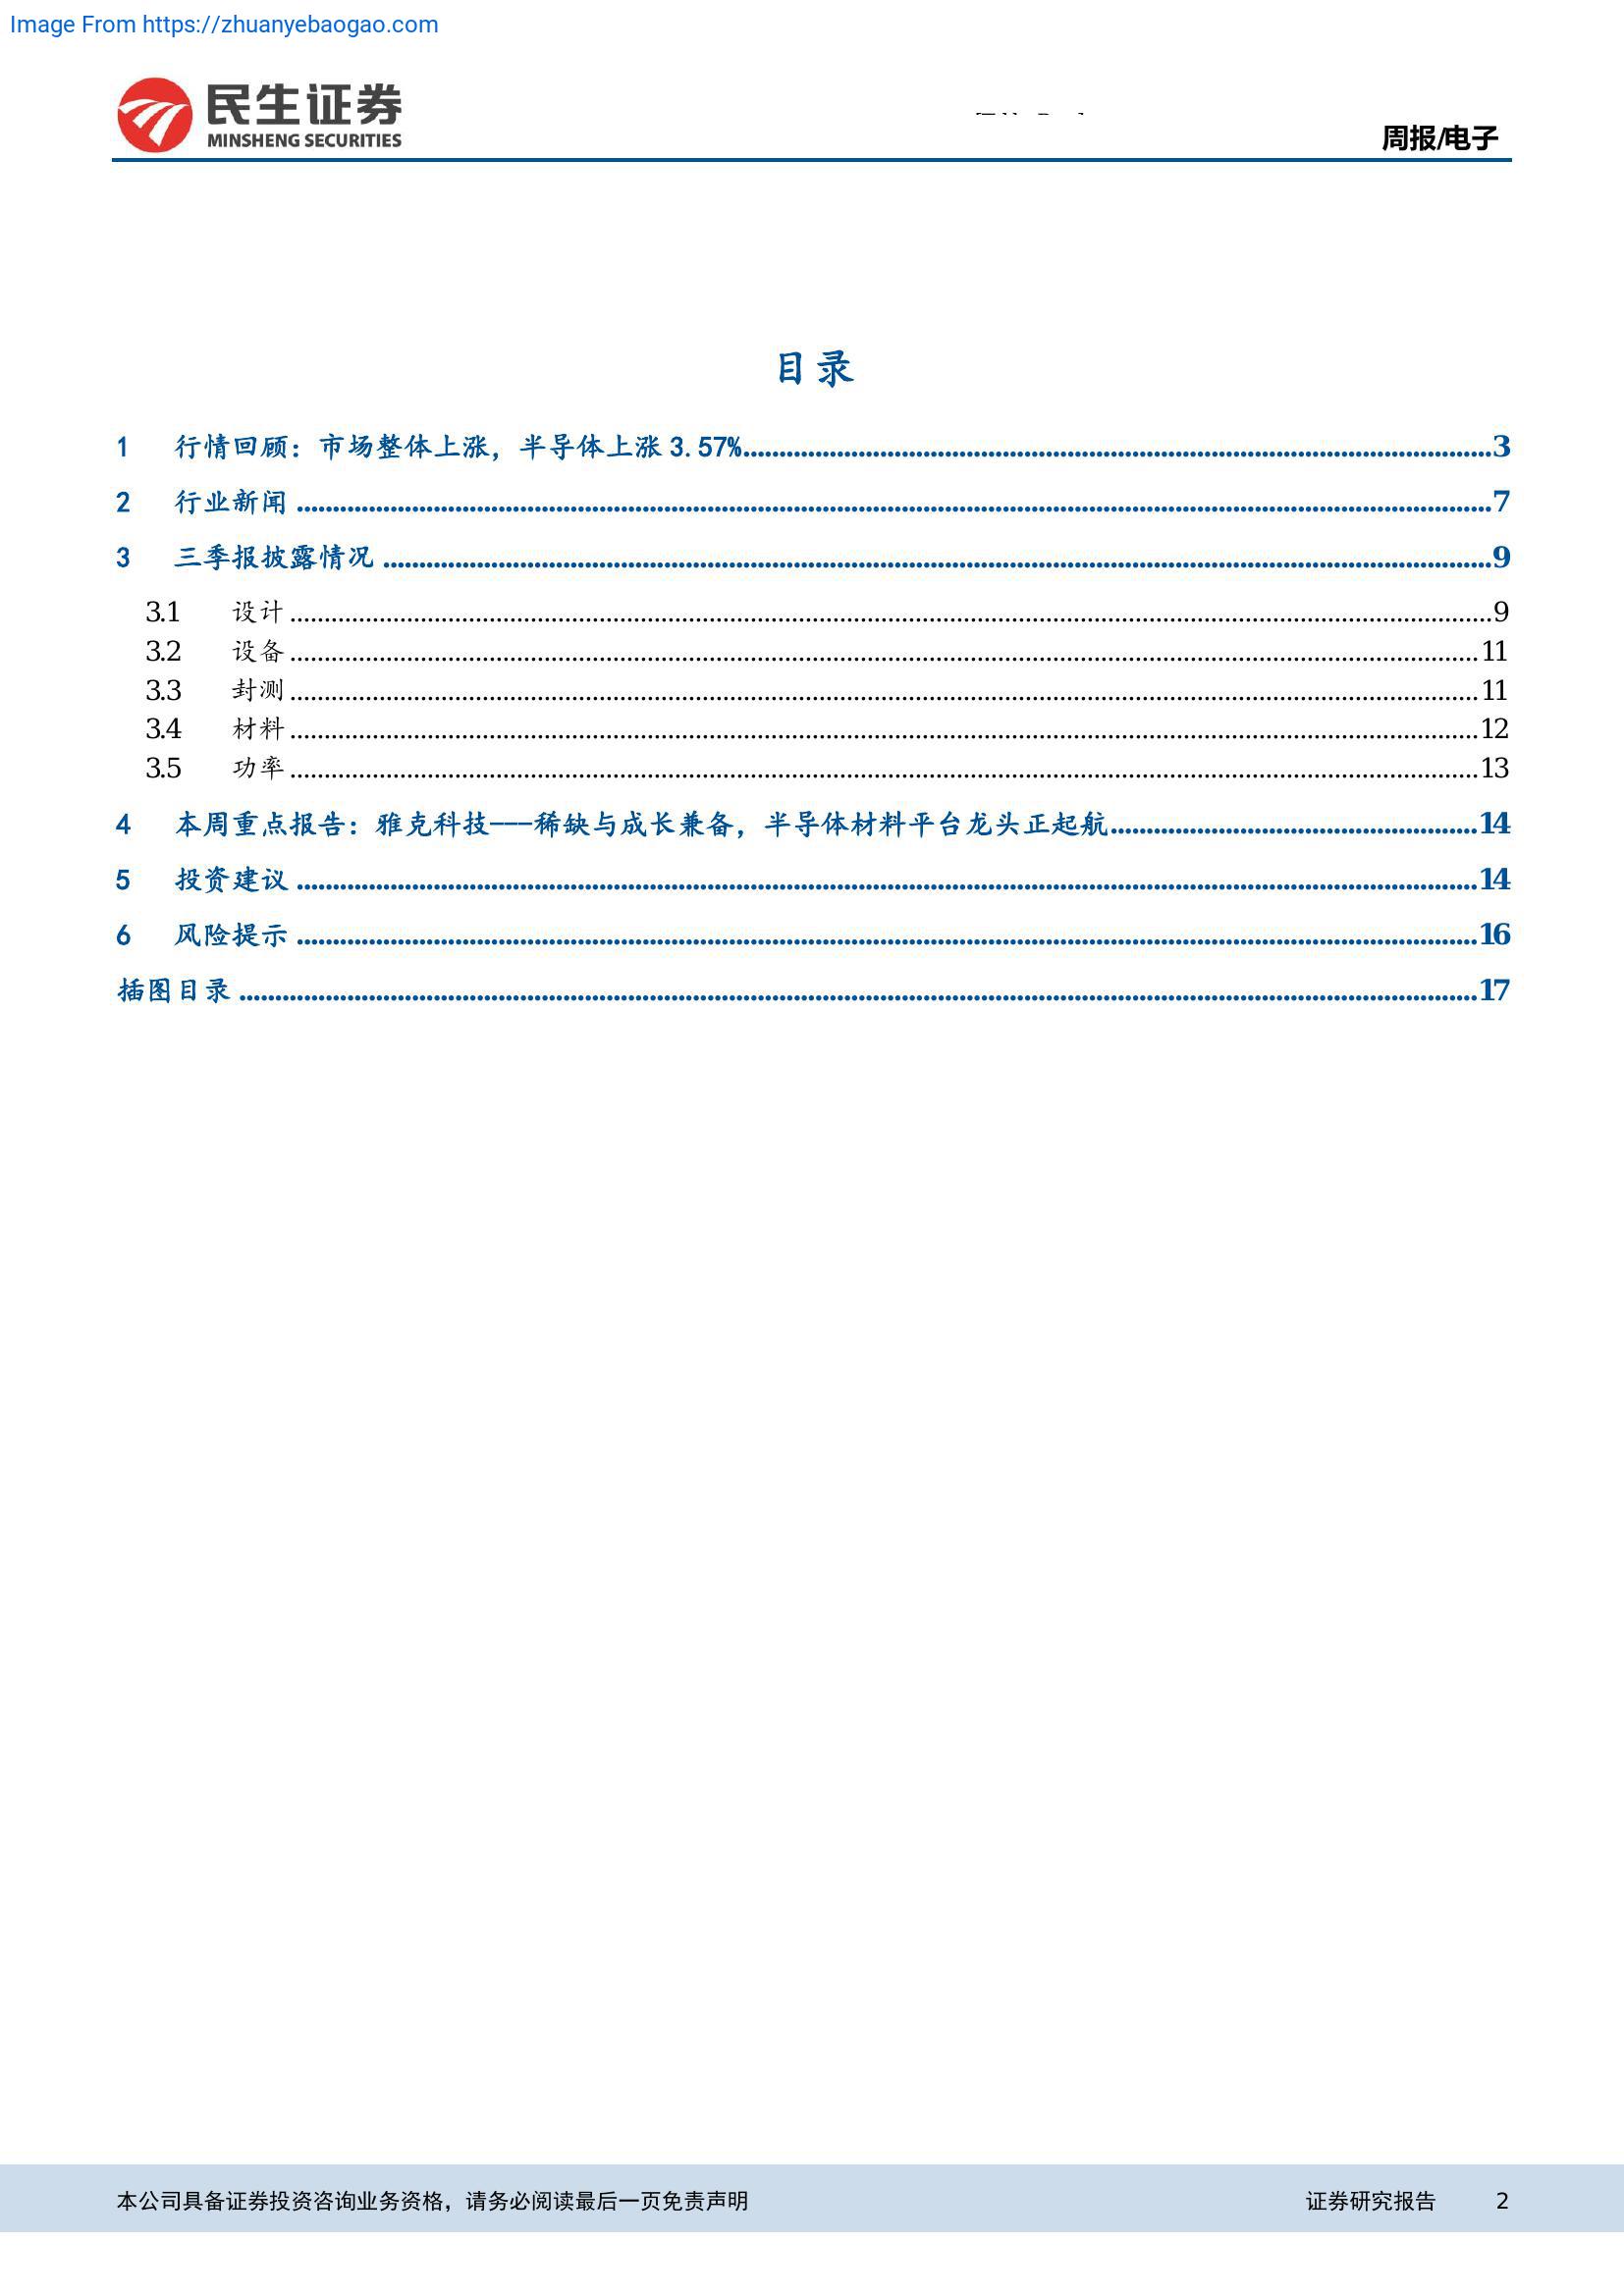 Image From https://zhuanyebaogao.com
民生证券
MINSHENG SECURITIES
周报/电子
目录
1 行情回顾：市场整体上涨，半导体上涨 3.57%........3
2 行业新闻........7
3 三季报披露情况........9
3.1 设计........9
3.2 设备........11
3.3 封测........11
3.4 材料........12
3.5 功率........13
4 本周重点报告：雅克科技---稀缺与成长兼备，半导体材料平台龙头正起航........14
5 投资建议........14
6 风险提示........16
插图目录........17
本公司具备证券投资咨询业务资格，请务必阅读最后一页免责声明 证券研究报告 2